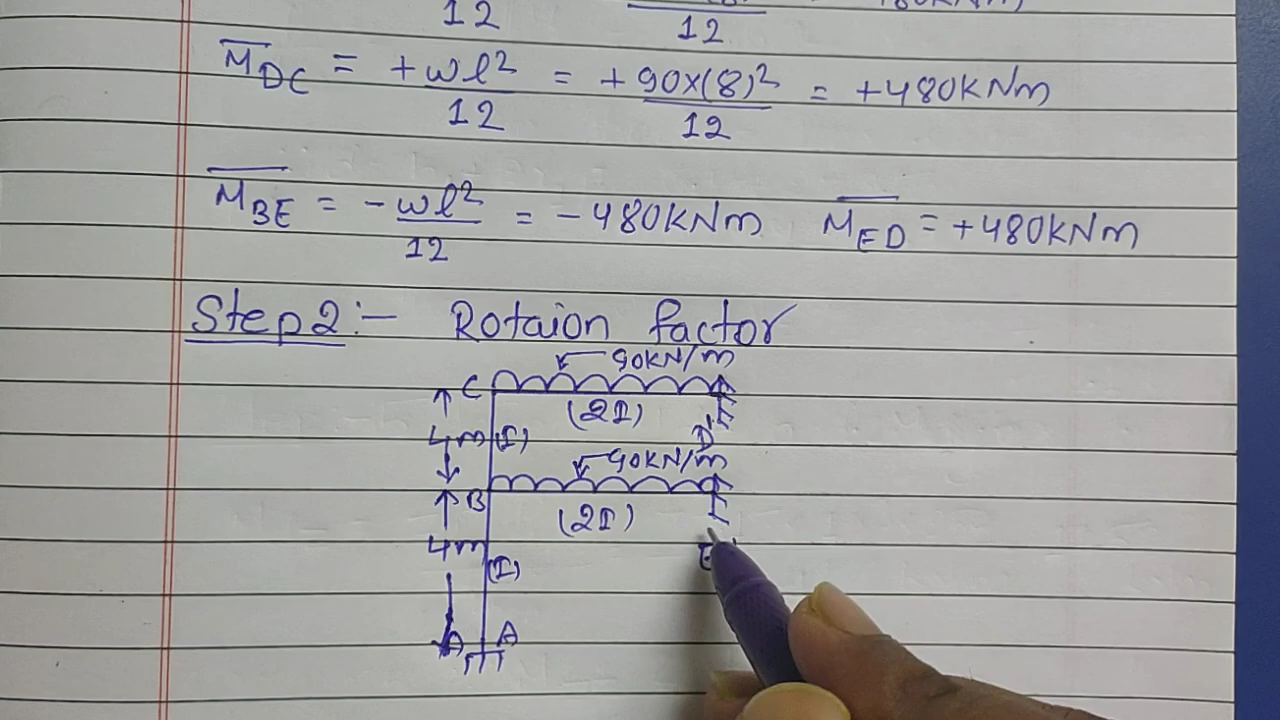 12 12
M̅DC = +wl² = +90×(8)² = +480KNm
12 12
M̅BE = -wl² = -480KNm M̅ED = +480KNm
12
Step2:- Rotaion factor
90KN/m
C
(2I)
4m (I) D'
90KN/m
B
(2I)
4m
(I)
A